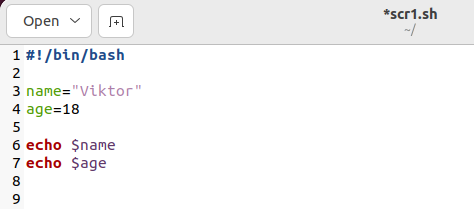 Open
*scr1.sh
~/
1 #!/bin/bash
2
3 name="Viktor"
4 age=18
5
6 echo $name
7 echo $age
8
9